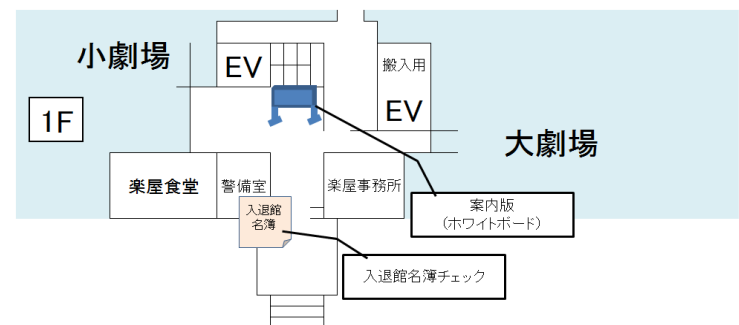 小劇場
EV
搬入用
EV
1F
大劇場
楽屋食堂
警備室
楽屋事務所
入退館
名簿
案内版
(ホワイトボード)
入退館名簿チェック